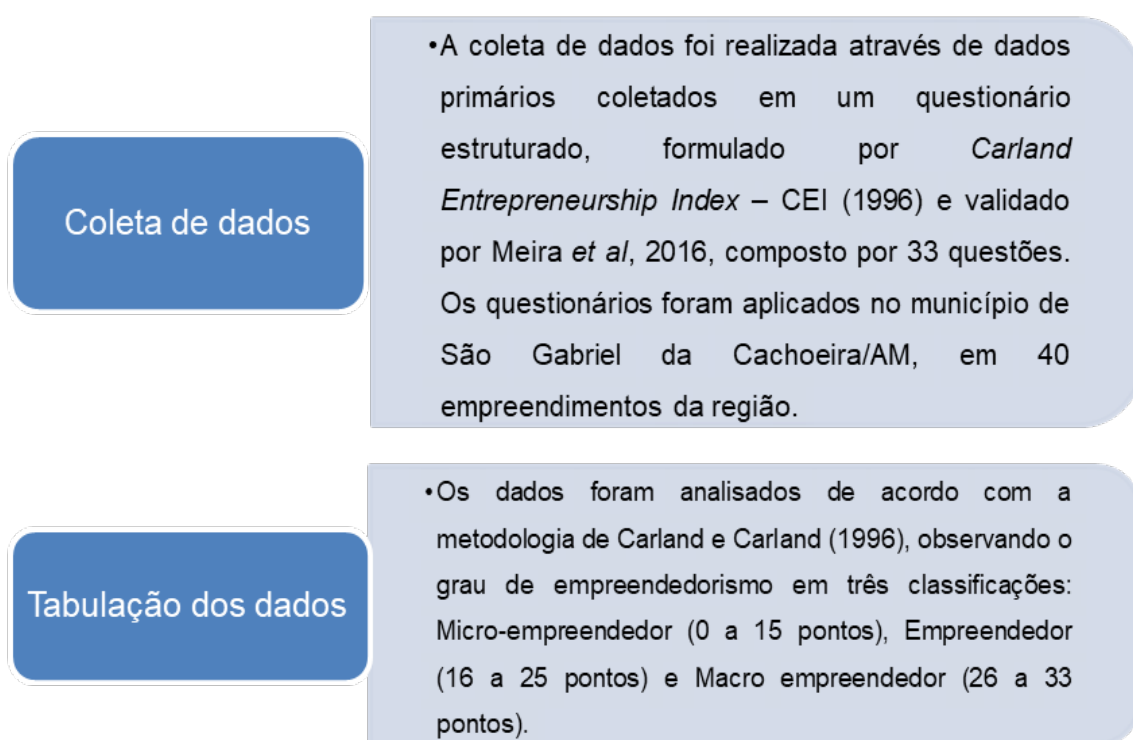 Coleta de dados
•A coleta de dados foi realizada através de dados
primários coletados em um questionário
estruturado, formulado por Carland
Entrepreneurship Index – CEI (1996) e validado
por Meira et al, 2016, composto por 33 questões.
Os questionários foram aplicados no município de
São Gabriel da Cachoeira/AM, em 40
empreendimentos da região.
Tabulação dos dados
•Os dados foram analisados de acordo com a
metodologia de Carland e Carland (1996), observando o
grau de empreendedorismo em três classificações:
Micro-empreendedor (0 a 15 pontos), Empreendedor
(16 a 25 pontos) e Macro empreendedor (26 a 33
pontos).